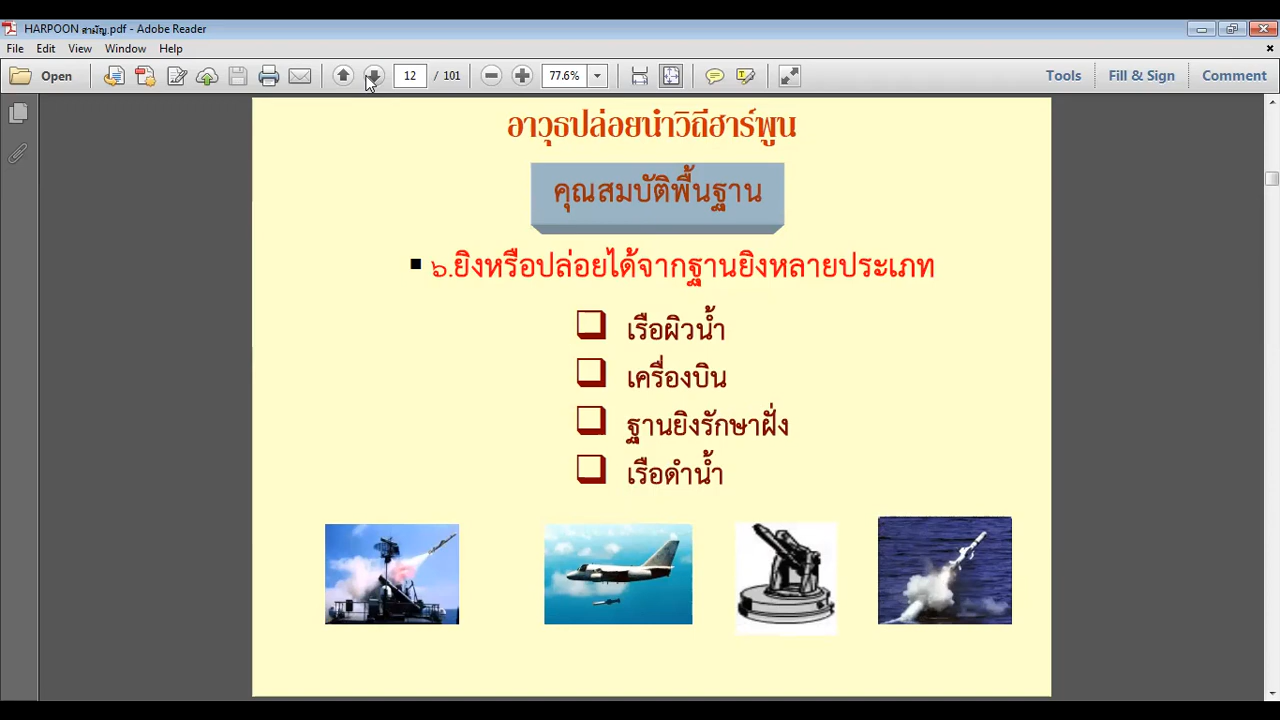 HARPOON สามัญ.pdf - Adobe Reader
File Edit View Window Help
Open 12 / 101 77.6% Tools Fill & Sign Comment
อาวุธปล่อยนำวิถีฮาร์พูน
คุณสมบัติพื้นฐาน
๖.ยิงหรือปล่อยได้จากฐานยิงหลายประเภท
เรือผิวน้ำ
เครื่องบิน
ฐานยิงรักษาฝั่ง
เรือดำน้ำ